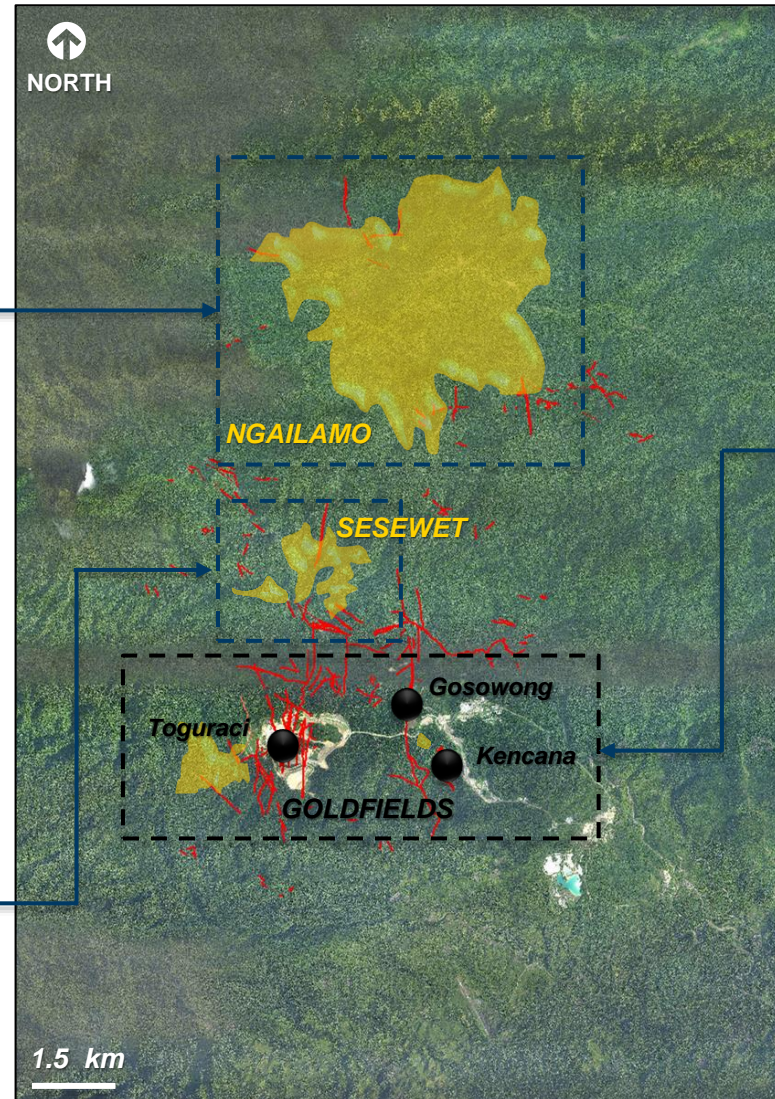 NORTH
NGAILAMO
SESEWET
Gosowong
Toguraci
Kencana
GOLDFIELDS
1.5 km